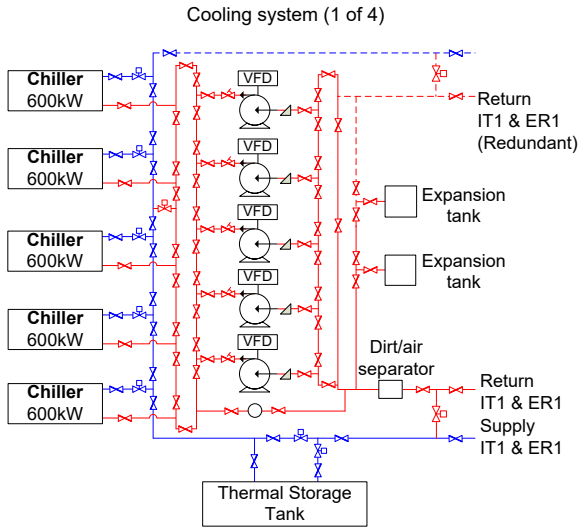 Cooling system (1 of 4)
Chiller
600kW
VFD
Return
IT1 & ER1
(Redundant)
Chiller
600kW
VFD
Expansion
tank
Chiller
600kW
VFD
Expansion
tank
Chiller
600kW
VFD
Dirt/air
separator
Chiller
600kW
VFD
Return
IT1 & ER1
Supply
IT1 & ER1
Thermal Storage
Tank